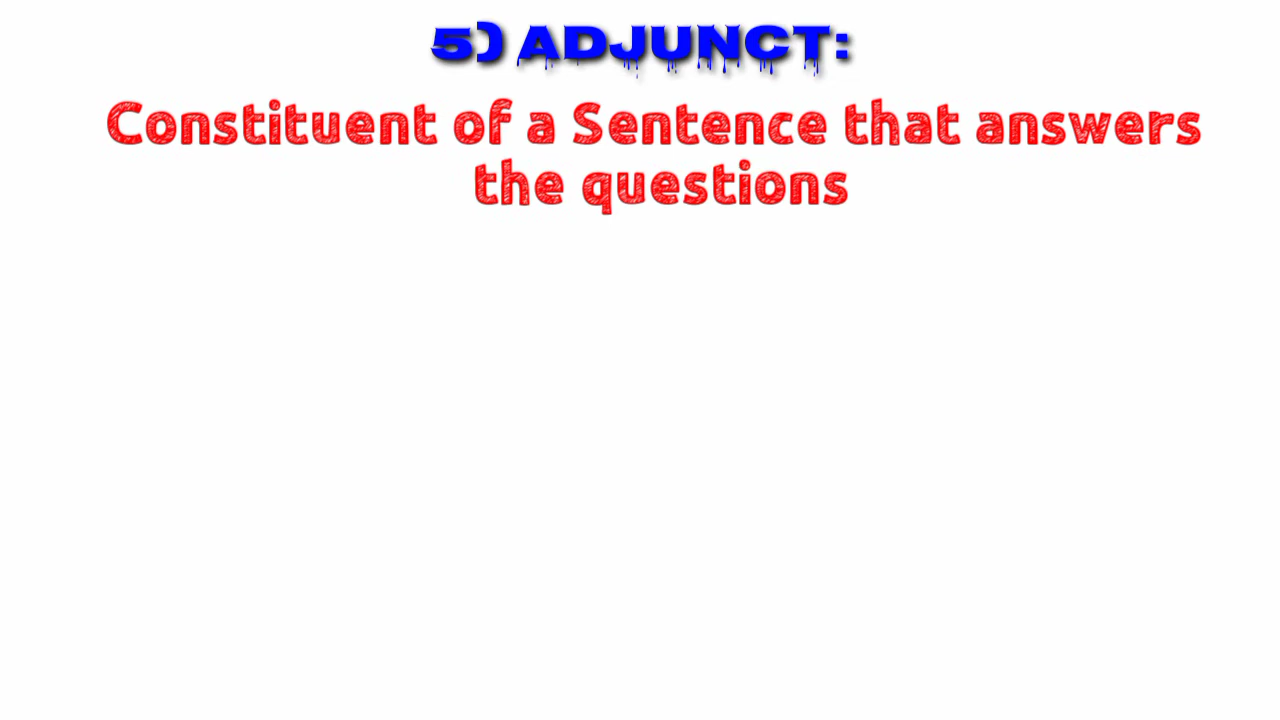 5) ADJUNCT:
Constituent of a Sentence that answers
the questions